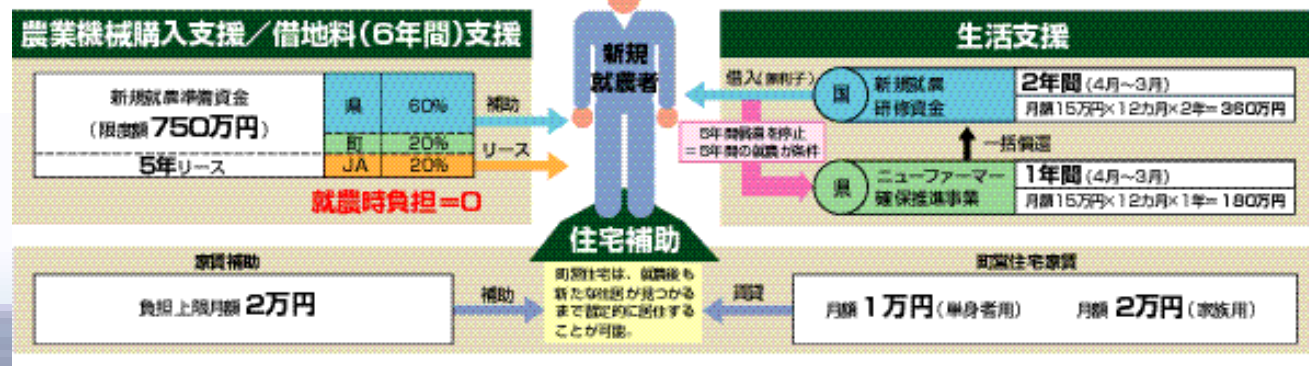 農業機械購入支援/借地料(6年間)支援
新規就農準備資金
(限度額750万円)
5年リース
県 60%
町 20%
JA 20%
補助
リース
就農時負担=0
新規
就農者
生活支援
借入(無利子)
国
新規就農
研修資金
2年間(4月~3月)
月額15万円×12カ月×2年=360万円
5年間償還を停止
=5年間の就農が条件
一括償還
県
ニューファーマー
確保推進事業
1年間(4月~3月)
月額15万円×12カ月×1年=180万円
住宅補助
家賃補助
負担上限月額2万円
補助
町営住宅は、就農後も
新たな住居が見つかる
まで暫定的に居住する
ことが可能。
賃貸
町営住宅家賃
月額1万円(単身者用) 月額2万円(家族用)